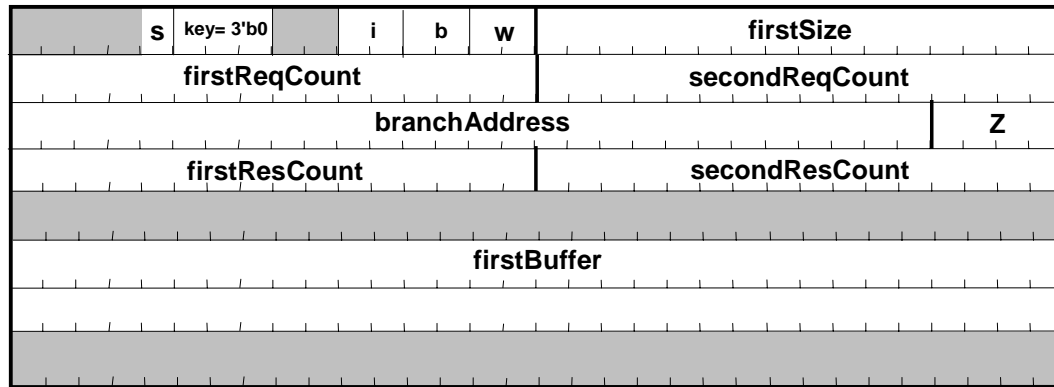 s key= 3'b0 i b w firstSize
firstReqCount secondReqCount
branchAddress Z
firstResCount secondResCount
firstBuffer